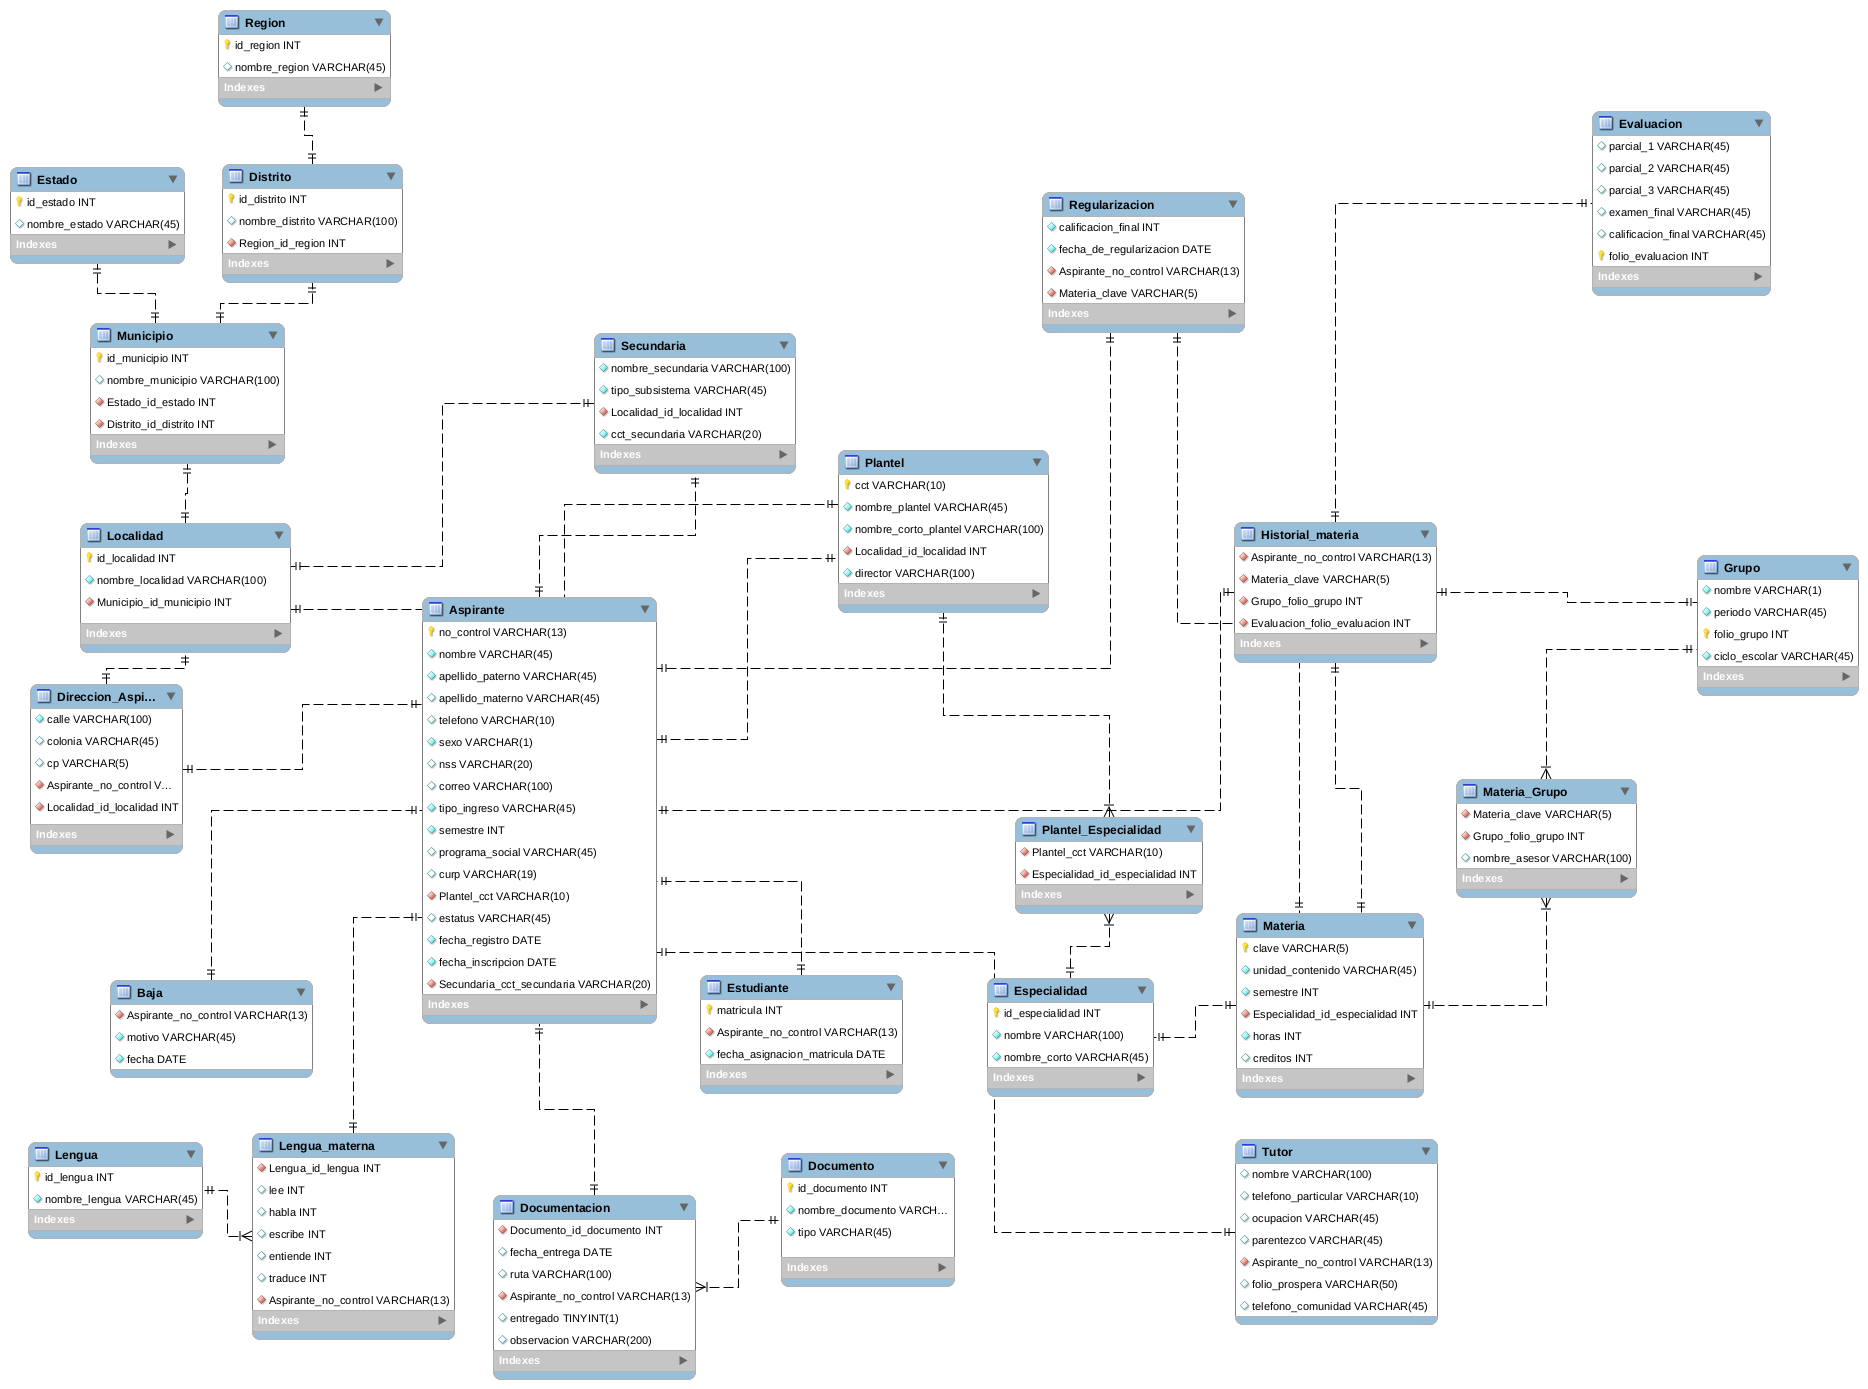 Region
id_region INT
nombre_region VARCHAR(45)
Indexes
Estado
id_estado INT
nombre_estado VARCHAR(45)
Indexes
Distrito
id_distrito INT
nombre_distrito VARCHAR(100)
Region_id_region INT
Indexes
Municipio
id_municipio INT
nombre_municipio VARCHAR(100)
Estado_id_estado INT
Distrito_id_distrito INT
Indexes
Localidad
id_localidad INT
nombre_localidad VARCHAR(100)
Municipio_id_municipio INT
Indexes
Direccion_Aspi...
calle VARCHAR(100)
colonia VARCHAR(45)
cp VARCHAR(5)
Aspirante_no_control V...
Localidad_id_localidad INT
Indexes
Secundaria
nombre_secundaria VARCHAR(100)
tipo_subsistema VARCHAR(45)
Localidad_id_localidad INT
cct_secundaria VARCHAR(20)
Indexes
Plantel
cct VARCHAR(10)
nombre_plantel VARCHAR(45)
nombre_corto_plantel VARCHAR(100)
Localidad_id_localidad INT
director VARCHAR(100)
Indexes
Aspirante
no_control VARCHAR(13)
nombre VARCHAR(45)
apellido_paterno VARCHAR(45)
apellido_materno VARCHAR(45)
telefono VARCHAR(10)
sexo VARCHAR(1)
nss VARCHAR(20)
correo VARCHAR(100)
tipo_ingreso VARCHAR(45)
semestre INT
programa_social VARCHAR(45)
curp VARCHAR(19)
Plantel_cct VARCHAR(10)
estatus VARCHAR(45)
fecha_registro DATE
fecha_inscripcion DATE
Secundaria_cct_secundaria VARCHAR(20)
Indexes
Regularizacion
calificacion_final INT
fecha_de_regularizacion DATE
Aspirante_no_control VARCHAR(13)
Materia_clave VARCHAR(5)
Indexes
Evaluacion
parcial_1 VARCHAR(45)
parcial_2 VARCHAR(45)
parcial_3 VARCHAR(45)
examen_final VARCHAR(45)
calificacion_final VARCHAR(45)
folio_evaluacion INT
Indexes
Historial_materia
Aspirante_no_control VARCHAR(13)
Materia_clave VARCHAR(5)
Grupo_folio_grupo INT
Evaluacion_folio_evaluacion INT
Indexes
Grupo
nombre VARCHAR(1)
periodo VARCHAR(45)
folio_grupo INT
ciclo_escolar VARCHAR(45)
Indexes
Materia_Grupo
Materia_clave VARCHAR(5)
Grupo_folio_grupo INT
nombre_asesor VARCHAR(100)
Indexes
Plantel_Especialidad
Plantel_cct VARCHAR(10)
Especialidad_id_especialidad INT
Indexes
Materia
clave VARCHAR(5)
unidad_contenido VARCHAR(45)
semestre INT
Especialidad_id_especialidad INT
horas INT
creditos INT
Indexes
Baja
Aspirante_no_control VARCHAR(13)
motivo VARCHAR(45)
fecha DATE
Estudiante
matricula INT
Aspirante_no_control VARCHAR(13)
fecha_asignacion_matricula DATE
Indexes
Especialidad
id_especialidad INT
nombre VARCHAR(100)
nombre_corto VARCHAR(45)
Indexes
Lengua
id_lengua INT
nombre_lengua VARCHAR(45)
Indexes
Lengua_materna
Lengua_id_lengua INT
lee INT
habla INT
escribe INT
entiende INT
traduce INT
Aspirante_no_control VARCHAR(13)
Indexes
Documentacion
Documento_id_documento INT
fecha_entrega DATE
ruta VARCHAR(100)
Aspirante_no_control VARCHAR(13)
entregado TINYINT(1)
observacion VARCHAR(200)
Indexes
Documento
id_documento INT
nombre_documento VARCH...
tipo VARCHAR(45)
Indexes
Tutor
nombre VARCHAR(100)
telefono_particular VARCHAR(10)
ocupacion VARCHAR(45)
parentezco VARCHAR(45)
Aspirante_no_control VARCHAR(13)
folio_prospera VARCHAR(50)
telefono_comunidad VARCHAR(45)